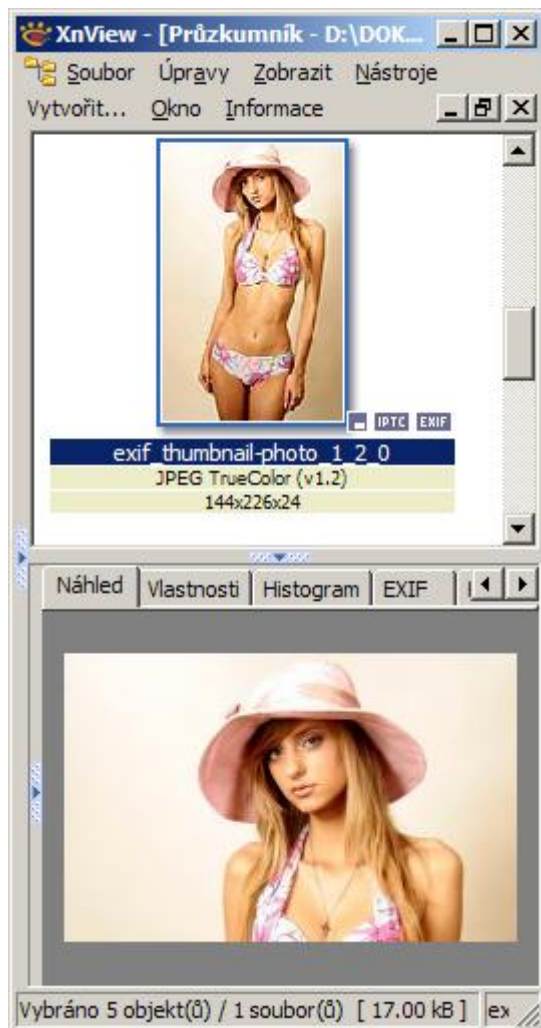 XnView - [Průzkumník - D:\DOK...
Soubor Úpravy Zobrazit Nástroje
Vytvořit... Okno Informace
IPTC EXIF
exif_thumbnail-photo_1_2_0
JPEG TrueColor (v1.2)
144x226x24
Náhled Vlastnosti Histogram EXIF
Vybráno 5 objekt(ů) / 1 soubor(ů) [ 17.00 kB ] ex